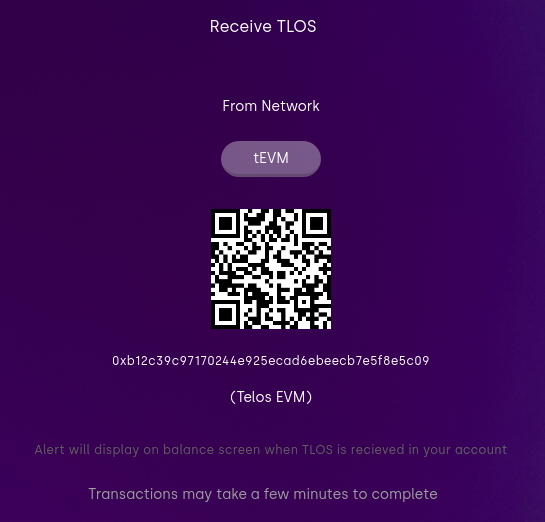 Receive TLOS
From Network
tEVM
0xb12c39c97170244e925ecad6ebeecb7e5f8e5c09
(Telos EVM)
Alert will display on balance screen when TLOS is recieved in your account
Transactions may take a few minutes to complete